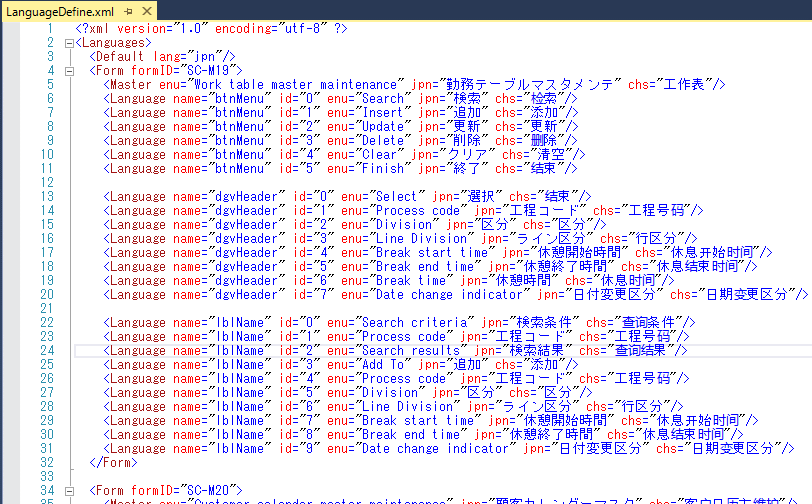 LanguageDefine.xml
1 <?xml version="1.0" encoding="utf-8" ?>
2 <Languages>
3 <Default lang="jpn"/>
4 <Form formID="SC-M19">
5 <Master enu="Work table master maintenance" jpn="勤務テーブルマスタメンテ" chs="工作表"/>
6 <Language name="btnMenu" id="0" enu="Search" jpn="検索" chs="检索"/>
7 <Language name="btnMenu" id="1" enu="Insert" jpn="追加" chs="添加"/>
8 <Language name="btnMenu" id="2" enu="Update" jpn="更新" chs="更新"/>
9 <Language name="btnMenu" id="3" enu="Delete" jpn="削除" chs="删除"/>
10 <Language name="btnMenu" id="4" enu="Clear" jpn="クリア" chs="清空"/>
11 <Language name="btnMenu" id="5" enu="Finish" jpn="終了" chs="结束"/>
12
13 <Language name="dgvHeader" id="0" enu="Select" jpn="選択" chs="结束"/>
14 <Language name="dgvHeader" id="1" enu="Process code" jpn="工程コード" chs="工程号码"/>
15 <Language name="dgvHeader" id="2" enu="Division" jpn="区分" chs="区分"/>
16 <Language name="dgvHeader" id="3" enu="Line Division" jpn="ライン区分" chs="行区分"/>
17 <Language name="dgvHeader" id="4" enu="Break start time" jpn="休憩開始時間" chs="休息开始时间"/>
18 <Language name="dgvHeader" id="5" enu="Break end time" jpn="休憩終了時間" chs="休息结束时间"/>
19 <Language name="dgvHeader" id="6" enu="Break time" jpn="休憩時間" chs="休息时间"/>
20 <Language name="dgvHeader" id="7" enu="Date change indicator" jpn="日付変更区分" chs="日期变更区分"/>
21
22 <Language name="lblName" id="0" enu="Search criteria" jpn="検索条件" chs="查询条件"/>
23 <Language name="lblName" id="1" enu="Process code" jpn="工程コード" chs="工程号码"/>
24 <Language name="lblName" id="2" enu="Search results" jpn="検索結果" chs="查询结果"/>
25 <Language name="lblName" id="3" enu="Add To" jpn="追加" chs="添加"/>
26 <Language name="lblName" id="4" enu="Process code" jpn="工程コード" chs="工程号码"/>
27 <Language name="lblName" id="5" enu="Division" jpn="区分" chs="区分"/>
28 <Language name="lblName" id="6" enu="Line Division" jpn="ライン区分" chs="行区分"/>
29 <Language name="lblName" id="7" enu="Break start time" jpn="休憩開始時間" chs="休息开始时间"/>
30 <Language name="lblName" id="8" enu="Break end time" jpn="休憩終了時間" chs="休息结束时间"/>
31 <Language name="lblName" id="9" enu="Date change indicator" jpn="日付変更区分" chs="日期变更区分"/>
32 </Form>
33
34 <Form formID="SC-M20">